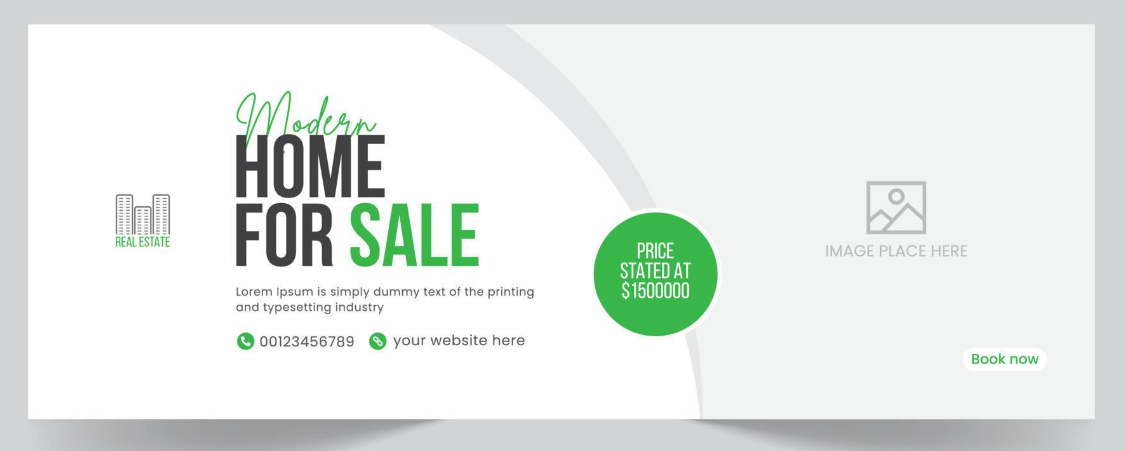 REAL ESTATE
Modern
HOME
FOR SALE
Lorem Ipsum is simply dummy text of the printing
and typesetting industry
00123456789 your website here
PRICE
STATED AT
$1500000
IMAGE PLACE HERE
Book now